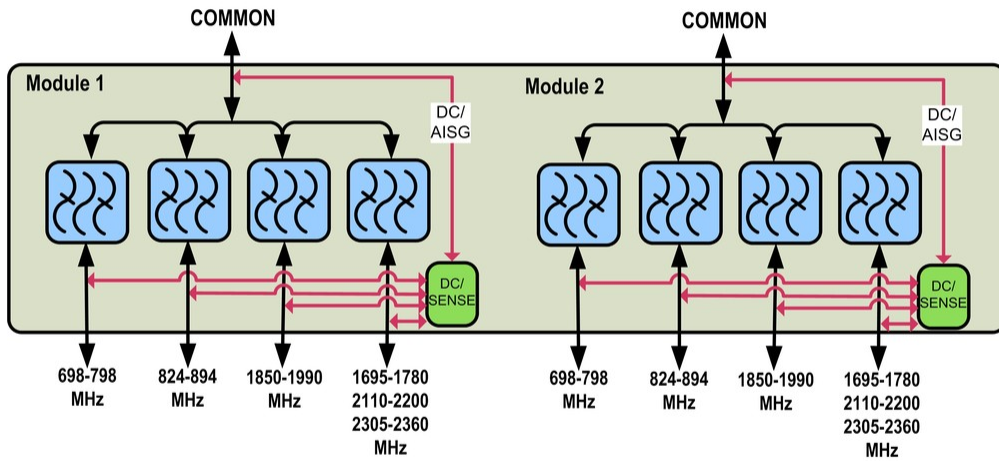 COMMON
COMMON
Module 1
Module 2
DC/
AISG
DC/
AISG
DC/
SENSE
DC/
SENSE
698-798
MHz
824-894
MHz
1850-1990
MHz
1695-1780
2110-2200
2305-2360
MHz
698-798
MHz
824-894
MHz
1850-1990
MHz
1695-1780
2110-2200
2305-2360
MHz